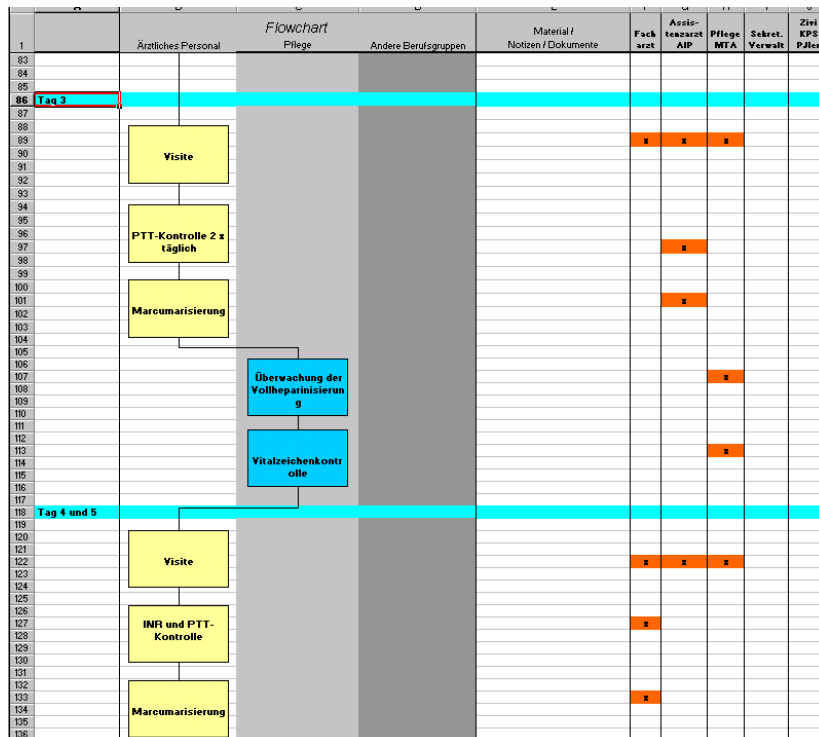 Flowchart
Ärztliches Personal Pflege Andere Berufsgruppen
Material / Notizen / Dokumente
Fach arzt
Assis- tenzarzt AIP
Pflege MTA
Sekret. Verwalt
Zivi KPS PJler
1
83
84
85
86 Tag 3
87
88
89 x x x
90 Visite
91
92
93
94
95
96 PTT-Kontrolle 2 x
97 täglich x
98
99
100
101 x
102 Marcumarisierung
103
104
105
106
107 Überwachung der x
108 Vollheparinisierun
109 g
110
111
112
113 Vitalzeichenkontr x
114 olle
115
116
117
118 Tag 4 und 5
119
120
121
122 Visite x x x
123
124
125
126
127 INR und PTT- x
128 Kontrolle
129
130
131
132
133 x
134 Marcumarisierung
135
136